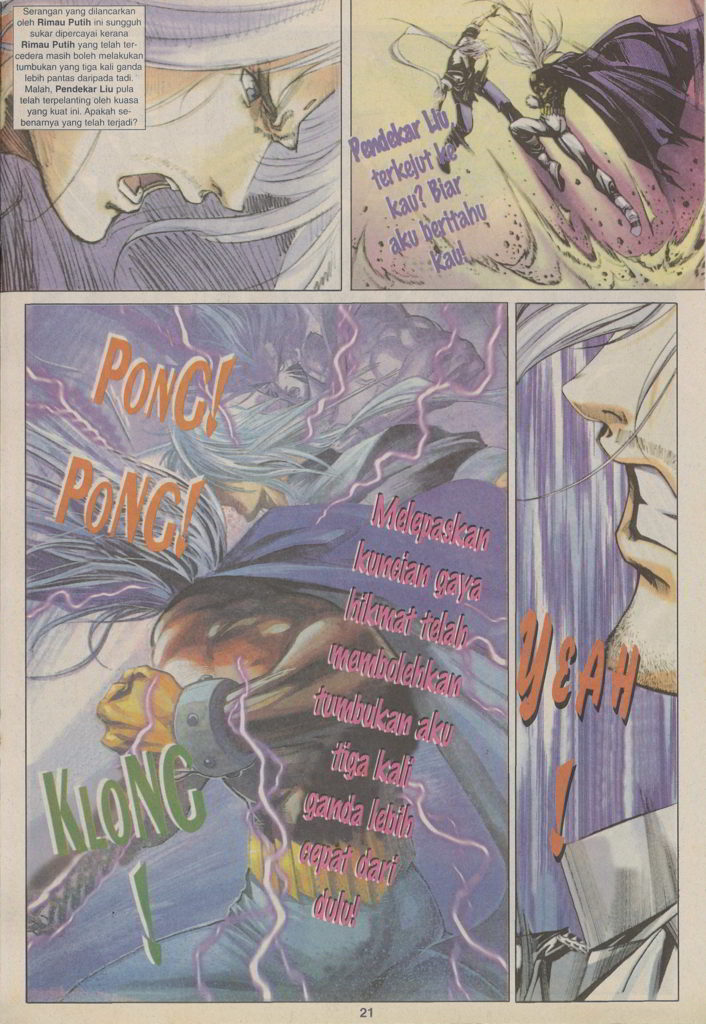 Serangan yang dilancarkan
oleh Rimau Putih ini sungguh
sukar dipercayai kerana
Rimau Putih yang telah ter-
cedera masih boleh melakukan
tumbukan yang tiga kali ganda
lebih pantas daripada tadi.
Malah, Pendekar Liu pula
telah terpelanting oleh kuasa
yang kuat ini. Apakah se-
benarnya yang telah terjadi?
Pendekar Liu
terkejut ke
kau? Biar
aku beritahu
kau!
PONG!
PONG!
Melepaskan
kuncian gaya
hikmat telah
membolehkan
tumbukan aku
tiga kali
ganda lebih
cepat dari
dulu!
KLONG
!
YEAH
!
21